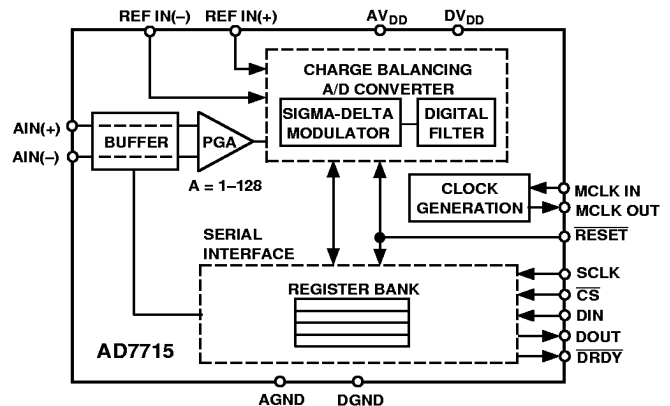 REF IN(–) REF IN(+) AVDD DVDD
CHARGE BALANCING
A/D CONVERTER
SIGMA-DELTA
MODULATOR
DIGITAL
FILTER
AIN(+)
AIN(–)
BUFFER
PGA
A = 1–128
CLOCK
GENERATION
MCLK IN
MCLK OUT
RESET
SERIAL
INTERFACE
REGISTER BANK
SCLK
CS
DIN
DOUT
DRDY
AD7715
AGND DGND